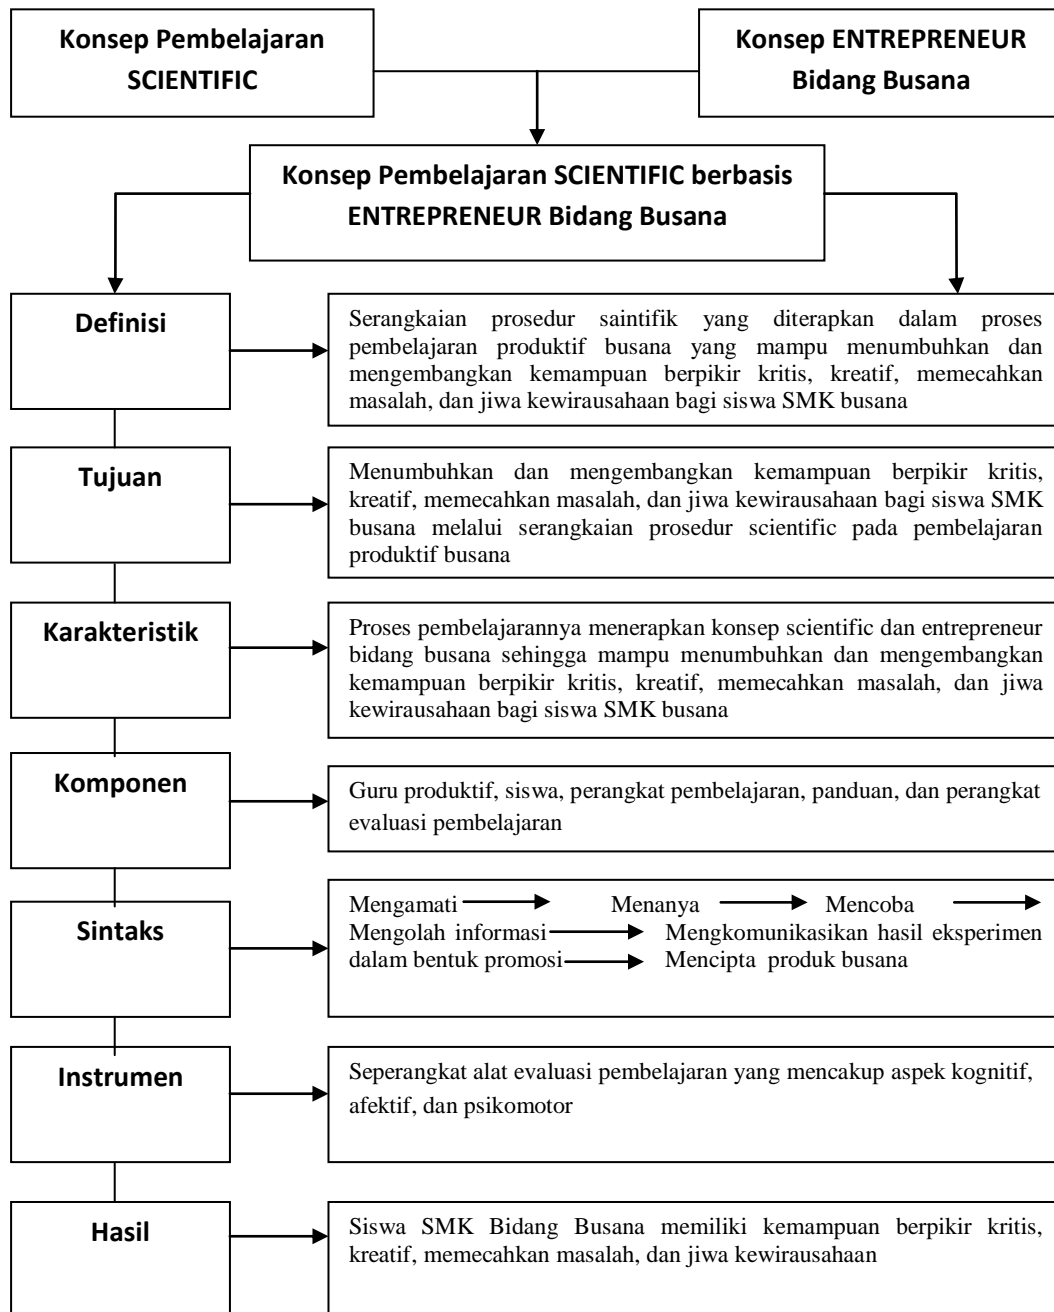 Konsep Pembelajaran
SCIENTIFIC
Konsep ENTREPRENEUR
Bidang Busana
Konsep Pembelajaran SCIENTIFIC berbasis
ENTREPRENEUR Bidang Busana
Definisi
Serangkaian prosedur saintifik yang diterapkan dalam proses
pembelajaran produktif busana yang mampu menumbuhkan dan
mengembangkan kemampuan berpikir kritis, kreatif, memecahkan
masalah, dan jiwa kewirausahaan bagi siswa SMK busana
Tujuan
Menumbuhkan dan mengembangkan kemampuan berpikir kritis,
kreatif, memecahkan masalah, dan jiwa kewirausahaan bagi siswa SMK
busana melalui serangkaian prosedur scientific pada pembelajaran
produktif busana
Karakteristik
Proses pembelajarannya menerapkan konsep scientific dan entrepreneur
bidang busana sehingga mampu menumbuhkan dan mengembangkan
kemampuan berpikir kritis, kreatif, memecahkan masalah, dan jiwa
kewirausahaan bagi siswa SMK busana
Komponen
Guru produktif, siswa, perangkat pembelajaran, panduan, dan perangkat
evaluasi pembelajaran
Sintaks
Mengamati Menanya Mencoba
Mengolah informasi Mengkomunikasikan hasil eksperimen
dalam bentuk promosi Mencipta produk busana
Instrumen
Seperangkat alat evaluasi pembelajaran yang mencakup aspek kognitif,
afektif, dan psikomotor
Hasil
Siswa SMK Bidang Busana memiliki kemampuan berpikir kritis,
kreatif, memecahkan masalah, dan jiwa kewirausahaan